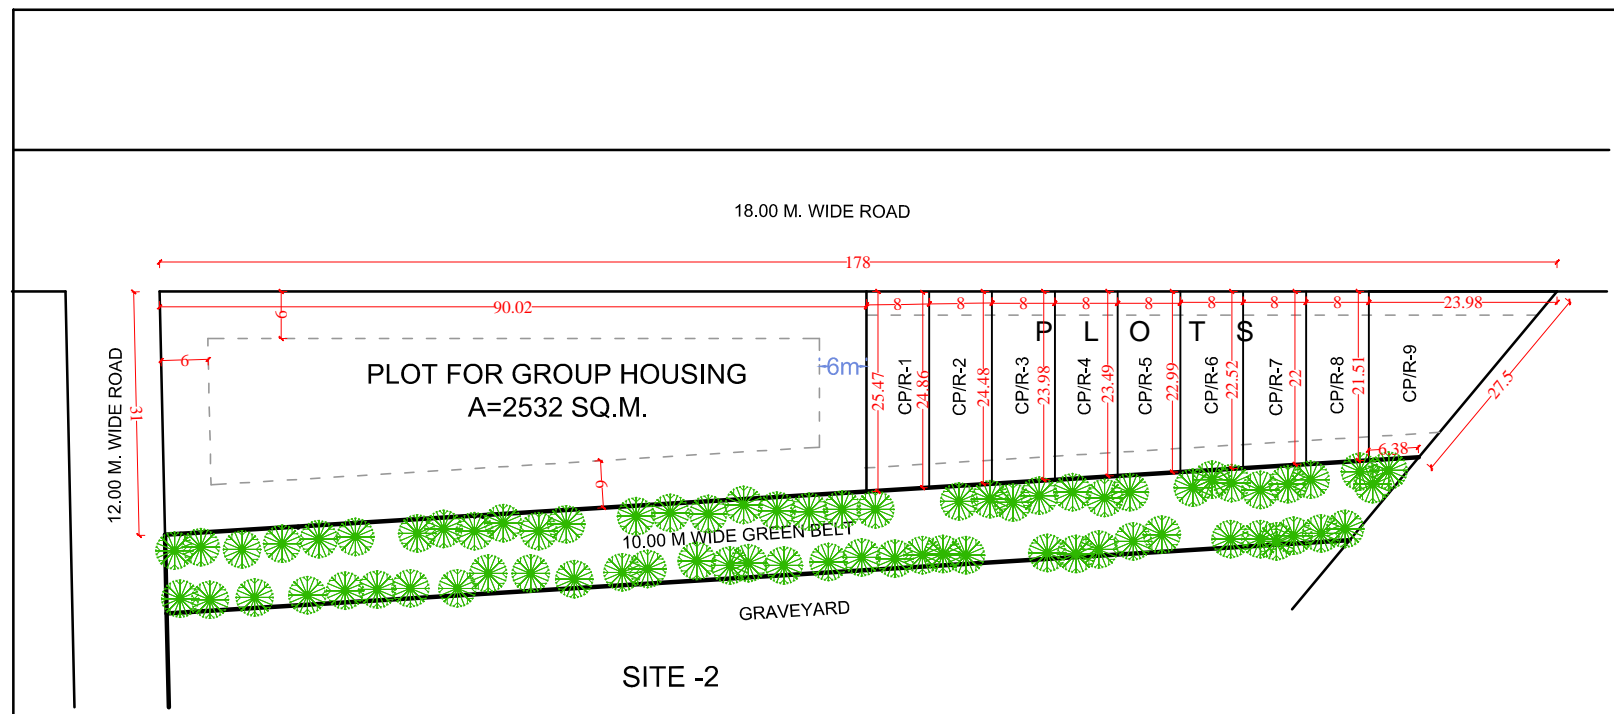 18.00 M. WIDE ROAD
178
90.02
8
8
8
8
8
8
8
8
23.98
6
6
6
-6m-
PLOT FOR GROUP HOUSING
A=2532 SQ.M.
12.00 M. WIDE ROAD
31
P L O T S
25.47
CP/R-1
24.86
CP/R-2
24.48
CP/R-3
23.98
CP/R-4
23.49
CP/R-5
22.99
CP/R-6
22.52
CP/R-7
22
CP/R-8
21.51
CP/R-9
27.5
6.38
10.00 M WIDE GREEN BELT
GRAVEYARD
SITE -2